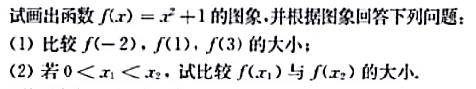 试画出函数 f(x) = x² + 1 的图象.并根据图象回答下列问题：
(1) 比较 f(−2), f(1), f(3) 的大小；
(2) 若 0 < x₁ < x₂, 试比较 f(x₁) 与 f(x₂) 的大小.